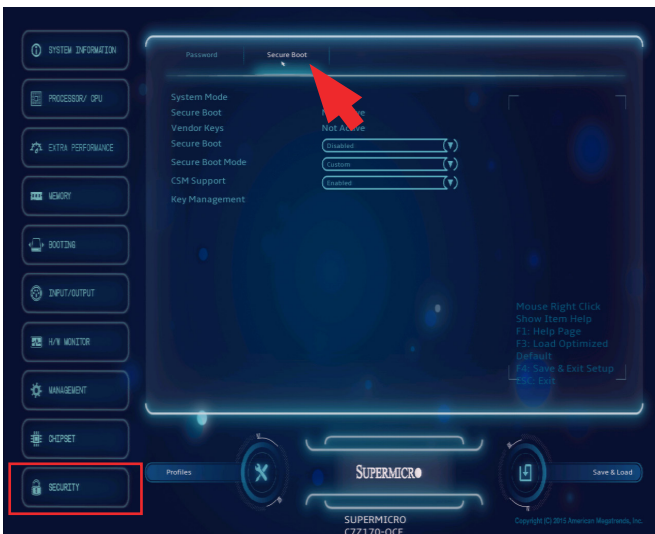 SYSTEM INFORMATION
PROCESSOR/ CPU
EXTRA PERFORMANCE
MEMORY
BOOTING
INPUT/OUTPUT
H/W MONITOR
MANAGEMENT
CHIPSET
SECURITY
Password Secure Boot
System Mode
Secure Boot
Vendor Keys Not Active
Secure Boot Disabled
Secure Boot Mode Custom
CSM Support Enabled
Key Management
Mouse Right Click
Show Item Help
F1: Help Page
F3: Load Optimized
Default
F4: Save & Exit Setup
ESC: Exit
Profiles
SUPERMICRO
Save & Load
SUPERMICRO
C7Z170-OCE
Copyright (C) 2015 American Megatrends, Inc.